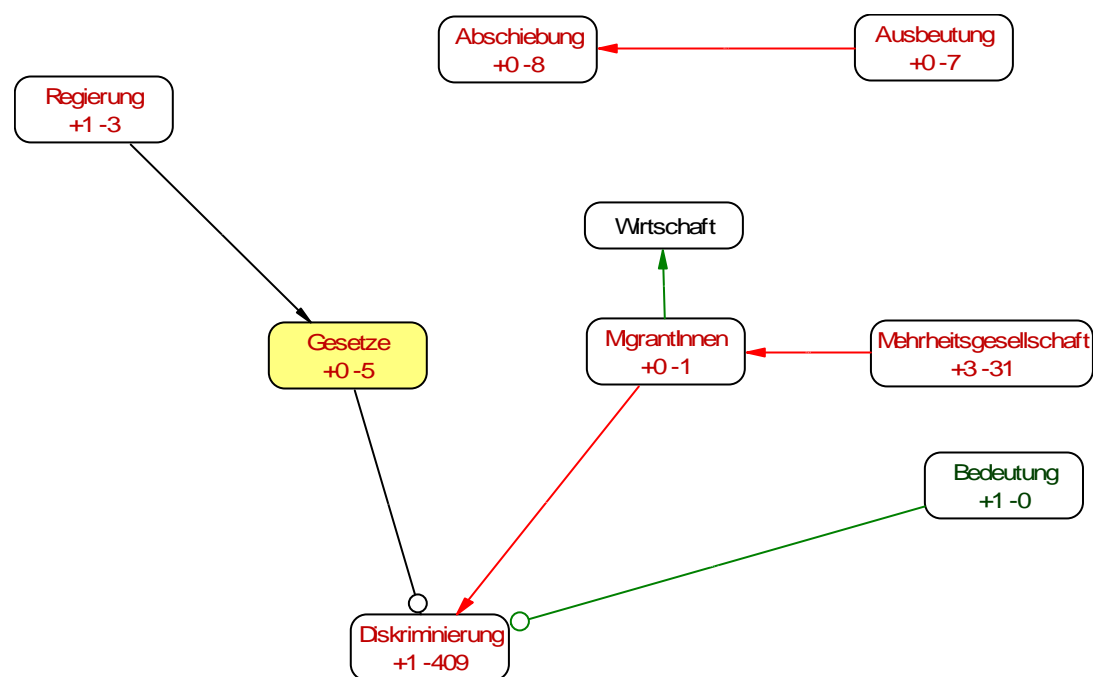 Abschiebung
+0 -8
Ausbeutung
+0 -7
Regierung
+1 -3
Wirtschaft
Gesetze
+0 -5
MigrantInnen
+0 -1
Mehrheitsgesellschaft
+3 -31
Bedeutung
+1 -0
Diskriminierung
+1 -409